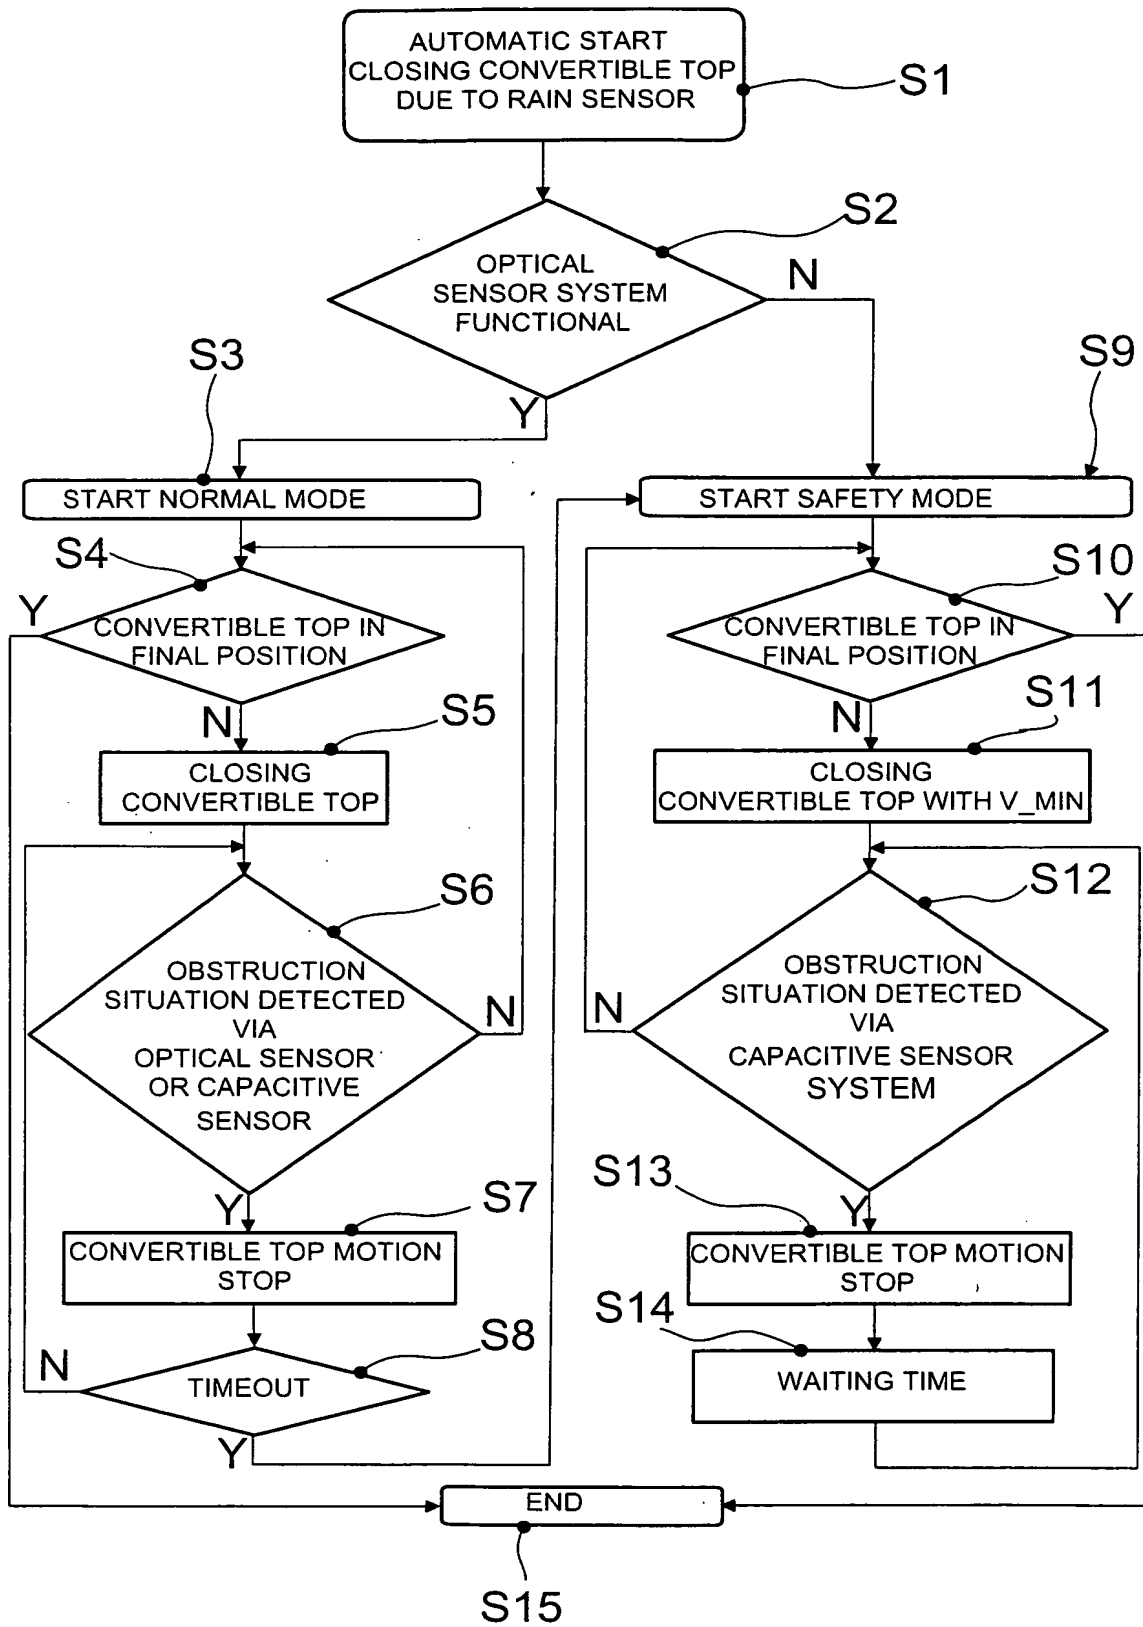 AUTOMATIC START
CLOSING CONVERTIBLE TOP
DUE TO RAIN SENSOR
S1
S2
OPTICAL
SENSOR SYSTEM
FUNCTIONAL
N
Y
S3
S9
START NORMAL MODE
START SAFETY MODE
S4
Y
CONVERTIBLE TOP IN
FINAL POSITION
N
S10
Y
CONVERTIBLE TOP IN
FINAL POSITION
N
S5
CLOSING
CONVERTIBLE TOP
S11
CLOSING
CONVERTIBLE TOP WITH V_MIN
S6
OBSTRUCTION
SITUATION DETECTED
VIA
OPTICAL SENSOR
OR CAPACITIVE
SENSOR
N
Y
S12
OBSTRUCTION
SITUATION DETECTED
VIA
CAPACITIVE SENSOR
SYSTEM
N
Y
S7
CONVERTIBLE TOP MOTION
STOP
S13
CONVERTIBLE TOP MOTION
STOP
S8
N
TIMEOUT
Y
S14
WAITING TIME
END
S15